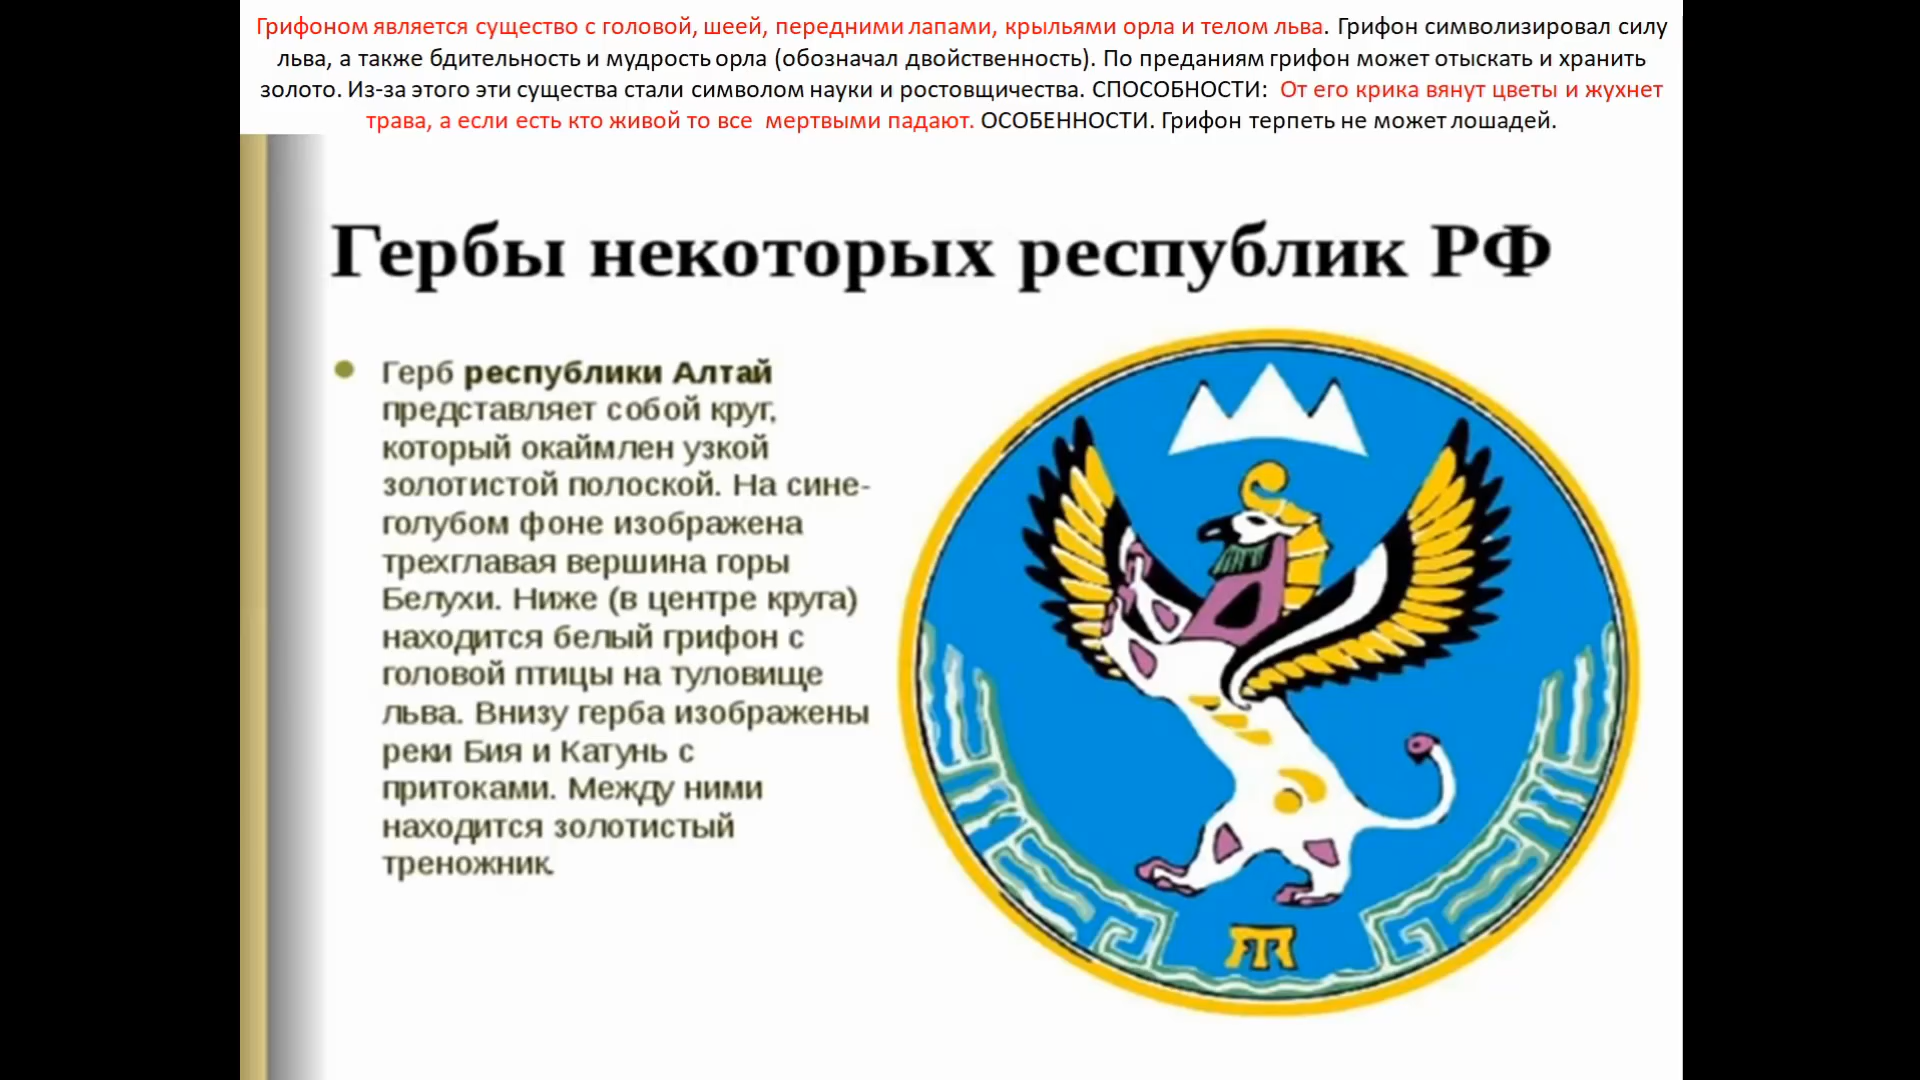 Грифоном является существо с головой, шеей, передними лапами, крыльями орла и телом льва. Грифон символизировал силу
льва, а также бдительность и мудрость орла (обозначал двойственность). По преданиям грифон может отыскать и хранить
золото. Из-за этого эти существа стали символом науки и ростовщичества. СПОСОБНОСТИ: От его крика вянут цветы и жухнет
трава, а если есть кто живой то все мертвыми падают. ОСОБЕННОСТИ. Грифон терпеть не может лошадей.
Гербы некоторых республик РФ
Герб республики Алтай
представляет собой круг,
который окаймлен узкой
золотистой полоской. На сине-
голубом фоне изображена
трехглавая вершина горы
Белухи. Ниже (в центре круга)
находится белый грифон с
головой птицы на туловище
льва. Внизу герба изображены
реки Бия и Катунь с
притоками. Между ними
находится золотистый
треножник.